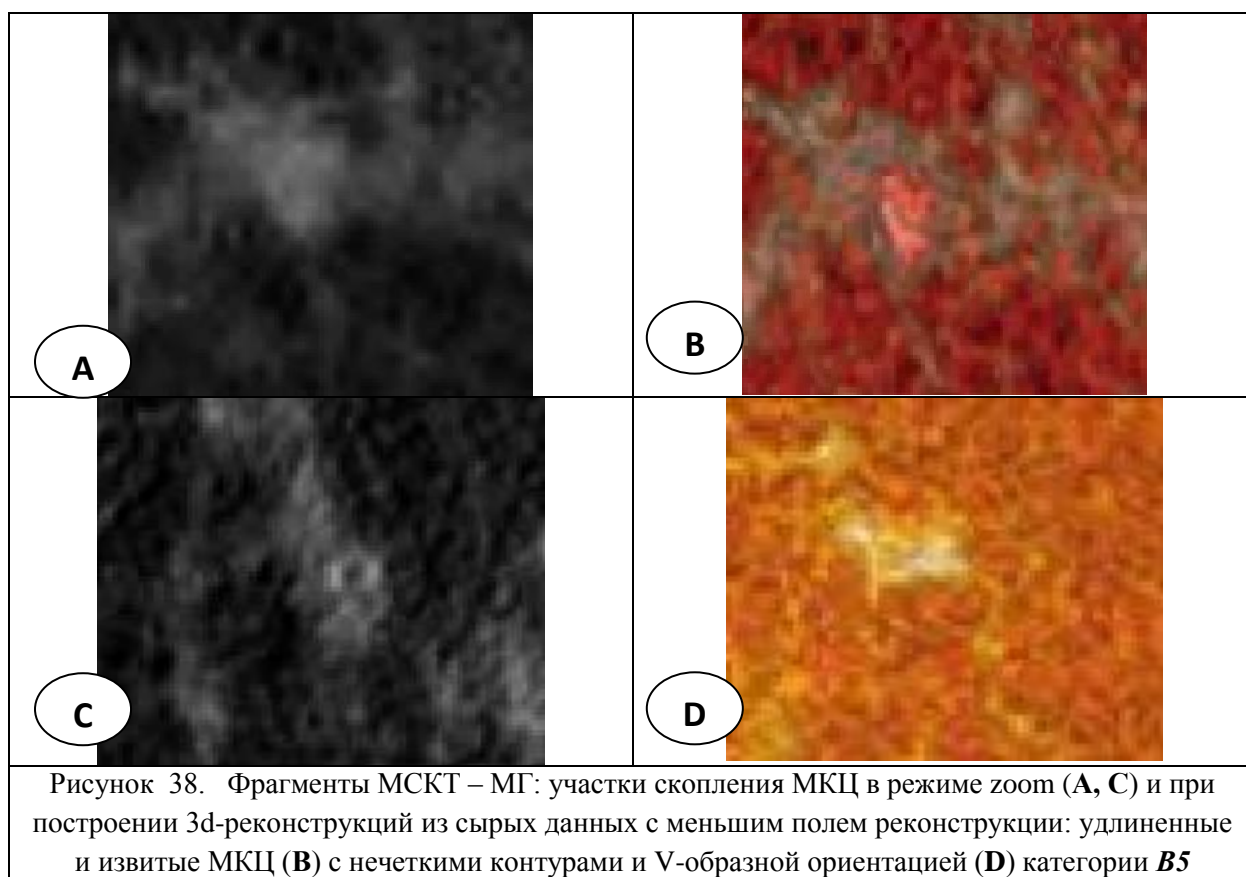 A
B
C
D
Рисунок 38. Фрагменты МСКТ – МГ: участки скопления МКЦ в режиме zoom (A, C) и при
построении 3d-реконструкций из сырых данных с меньшим полем реконструкции: удлиненные
и извитые МКЦ (B) с нечеткими контурами и V-образной ориентацией (D) категории B5